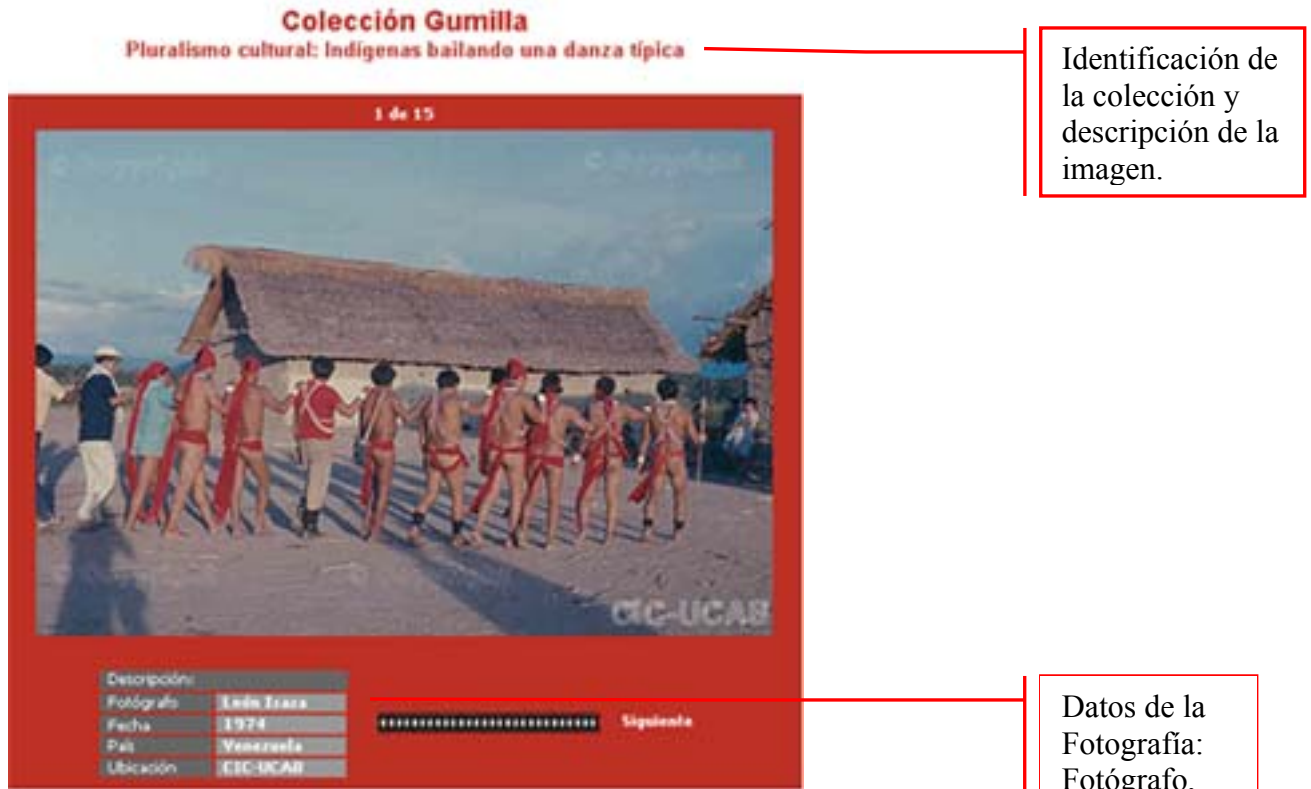 Colección Gumilla
Pluralismo cultural: Indígenas bailando una danza típica
Identificación de
la colección y
descripción de la
imagen.
1 de 15
CIC-UCAB
Descripción:
Fotógrafo León Isaza
Fecha 1974
País Venezuela
Ubicación CIC-UCAB
Siguiente
Datos de la
Fotografía:
Fotógrafo,